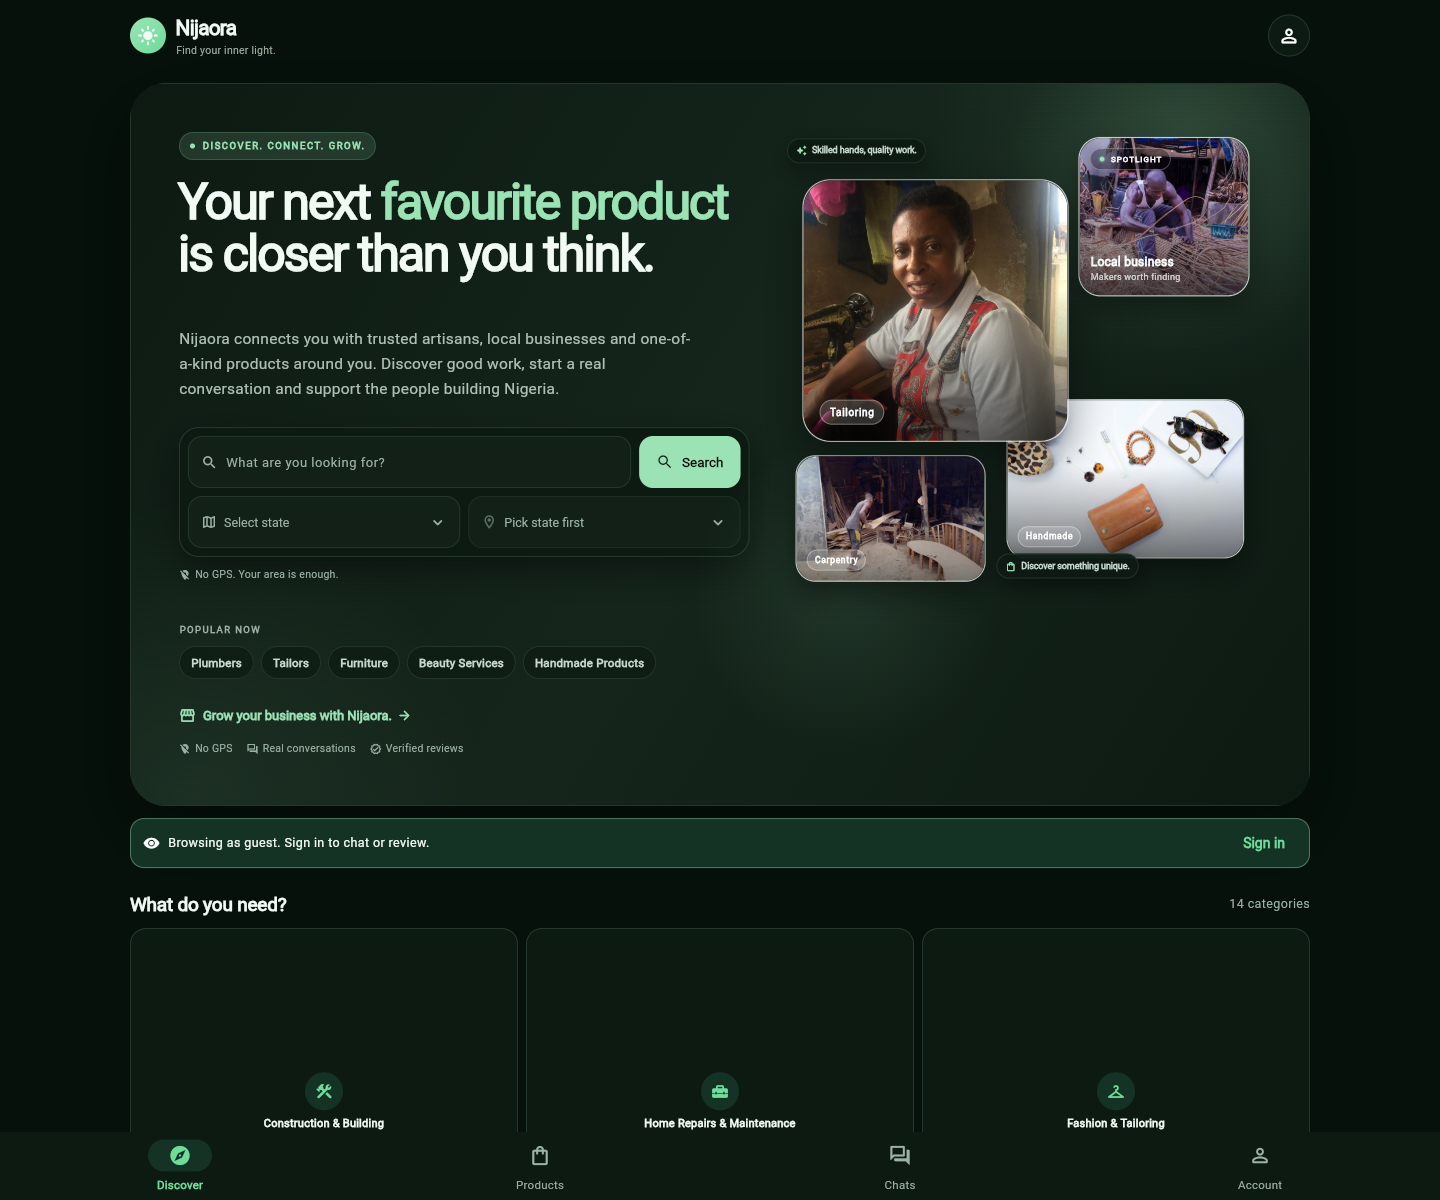 Nijaora
Find your inner light.
DISCOVER. CONNECT. GROW.
Your next favourite product
is closer than you think.
Nijaora connects you with trusted artisans, local businesses and one-of-
a-kind products around you. Discover good work, start a real
conversation and support the people building Nigeria.
What are you looking for?
Search
Select state
Pick state first
No GPS. Your area is enough.
POPULAR NOW
Plumbers
Tailors
Furniture
Beauty Services
Handmade Products
Grow your business with Nijaora.
No GPS
Real conversations
Verified reviews
Skilled hands, quality work.
SPOTLIGHT
Local business
Makers worth finding
Tailoring
Carpentry
Handmade
Discover something unique.
Browsing as guest. Sign in to chat or review.
Sign in
What do you need?
14 categories
Construction & Building
Home Repairs & Maintenance
Fashion & Tailoring
Discover
Products
Chats
Account